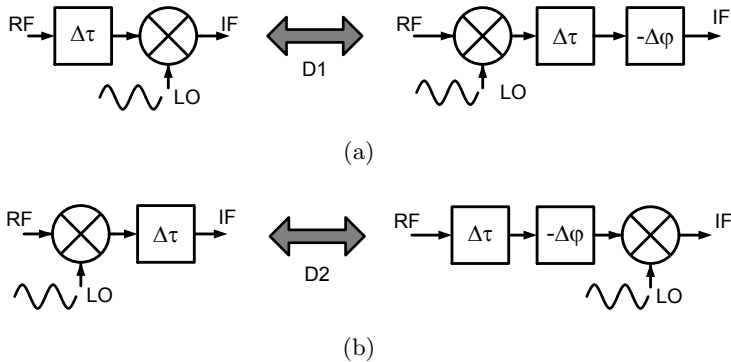 RF Δτ IF RF Δτ -Δφ IF
LO D1 LO
(a)
RF Δτ IF RF Δτ -Δφ IF
LO D2 LO
(b)